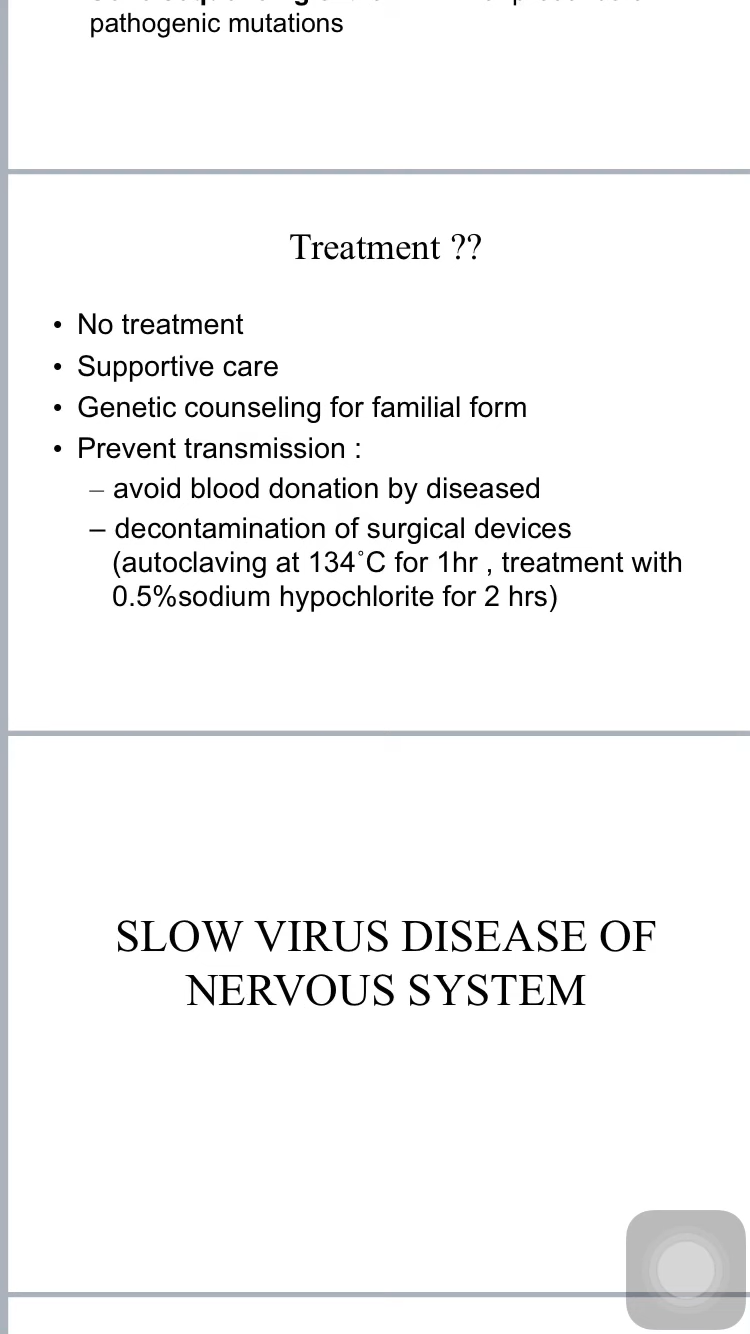 pathogenic mutations
Treatment ??
• No treatment
• Supportive care
• Genetic counseling for familial form
• Prevent transmission :
– avoid blood donation by diseased
– decontamination of surgical devices
(autoclaving at 134˚C for 1hr , treatment with
0.5%sodium hypochlorite for 2 hrs)
SLOW VIRUS DISEASE OF
NERVOUS SYSTEM